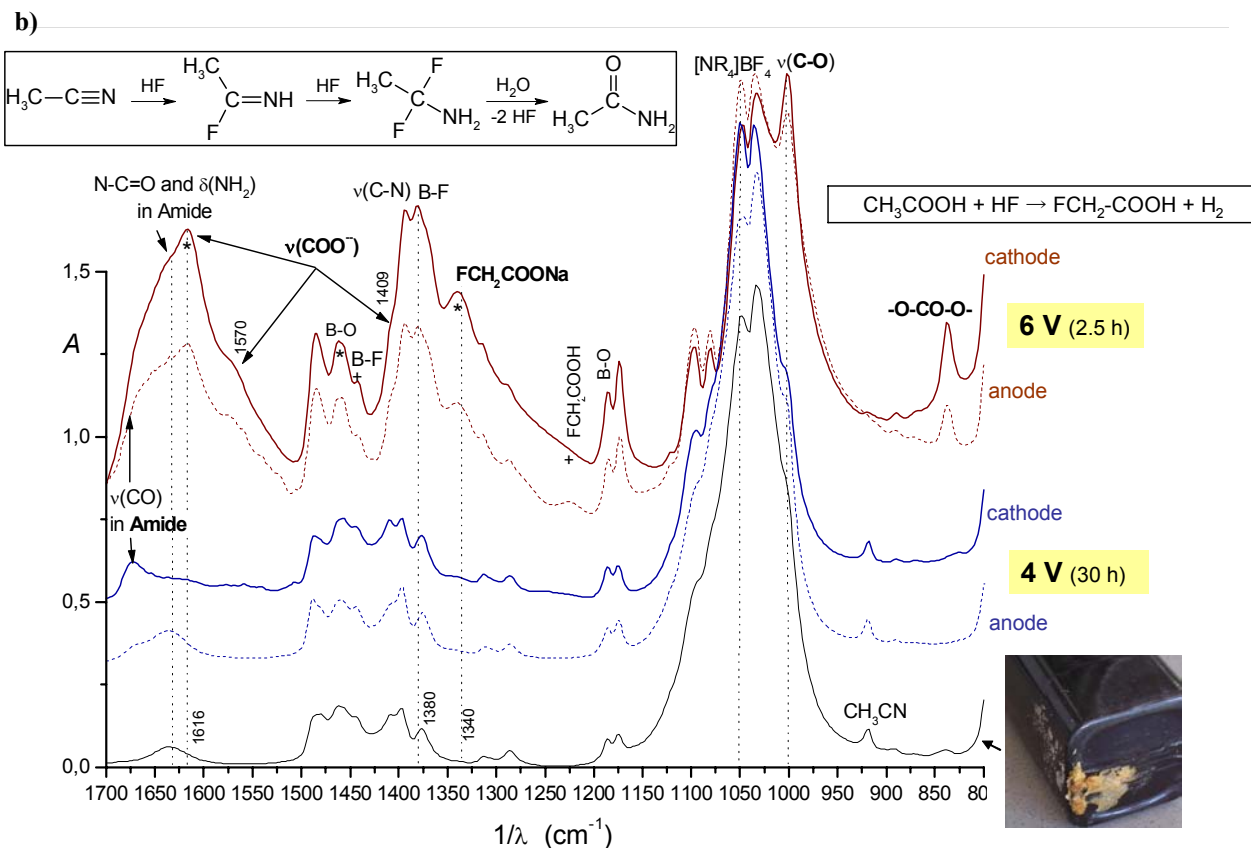 b)
H₃C—C≡N
HF
H₃C
F
NH
HF
H₃C
F
F
NH₂
H₂O
-2 HF
O
H₃C
NH₂
[NR₄]BF₄ ν(C-O)
N-C=O and δ(NH₂)
in Amide
ν(COO⁻)
ν(C-N) B-F
CH₃COOH + HF → FCH₂-COOH + H₂
*
1570
1409
FCH₂COONa
*
cathode
-O-CO-O-
6 V (2.5 h)
B-O
*
B-F
+
FCH₂COOH
+
B-O
anode
ν(CO)
in Amide
cathode
4 V (30 h)
anode
1616
1380
1340
CH₃CN
A
1,5
1,0
0,5
0,0
1700 1650 1600 1550 1500 1450 1400 1350 1300 1250 1200 1150 1100 1050 1000 950 900 850 80
1/λ (cm⁻¹)